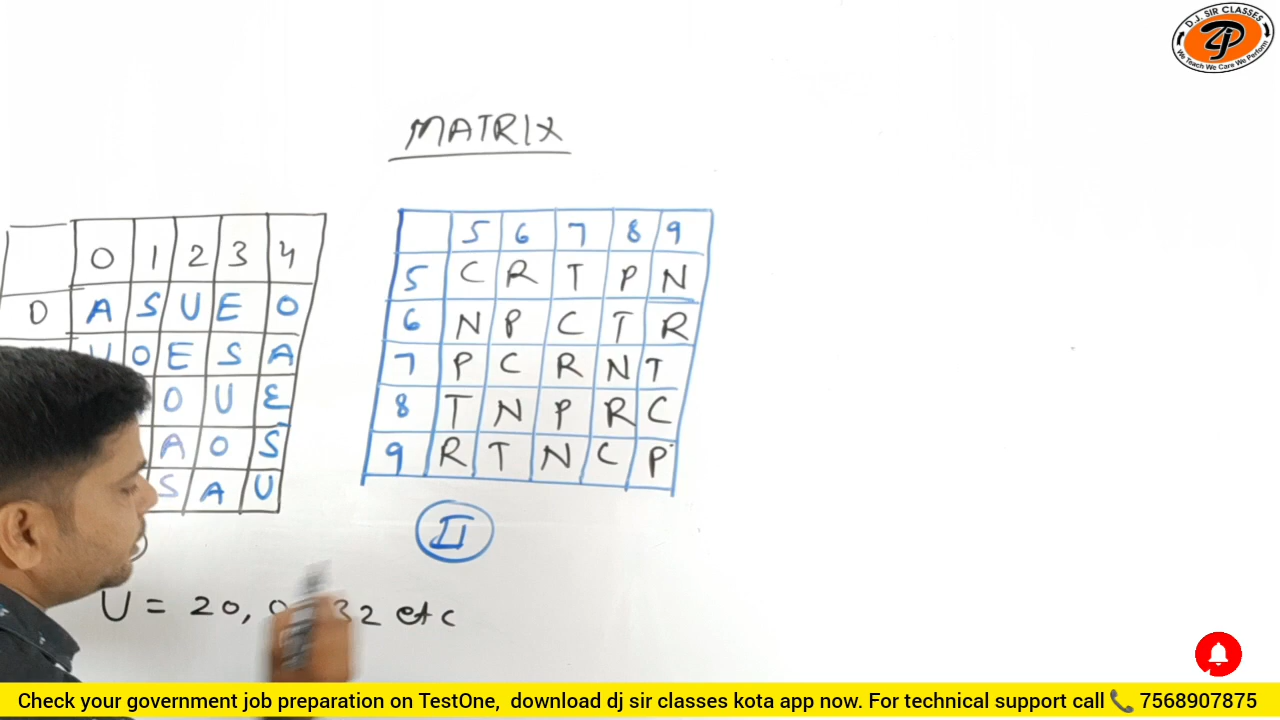 D.J. SIR CLASSES
We Teach We Care We Perform
MATRIX
0 1 2 3 4
0 A S U E O
O E S A
O U E
A O S
S A U
5 6 7 8 9
5 C R T P N
6 N P C T R
7 P C R N T
8 T N P R C
9 R T N C P
II
U = 20, 32 etc
Check your government job preparation on TestOne, download dj sir classes kota app now. For technical support call 📞 7568907875